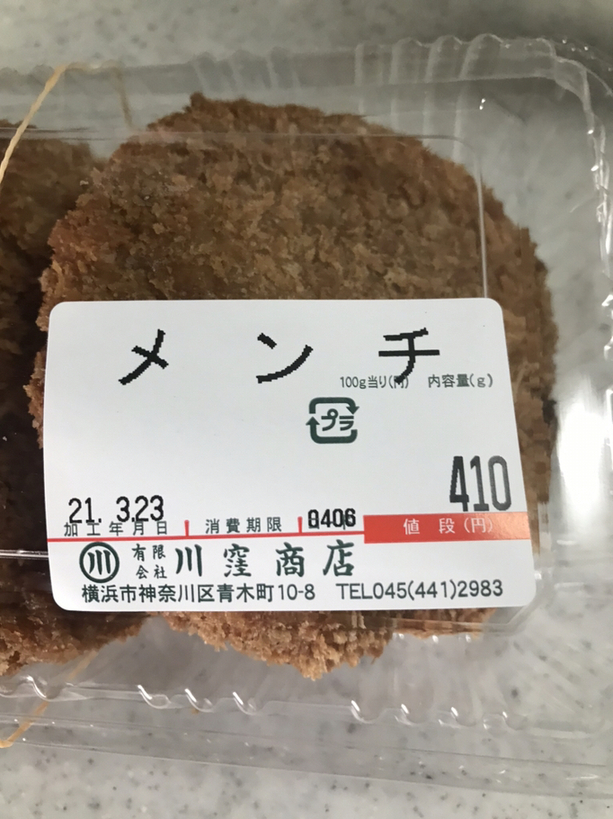 メンチ
100g当り(円) 内容量(g)
プラ
410
21. 3.23 0406
加工年月日 消費期限 値段(円)
川 有限会社 川窪商店
横浜市神奈川区青木町10-8 TEL045(441)2983